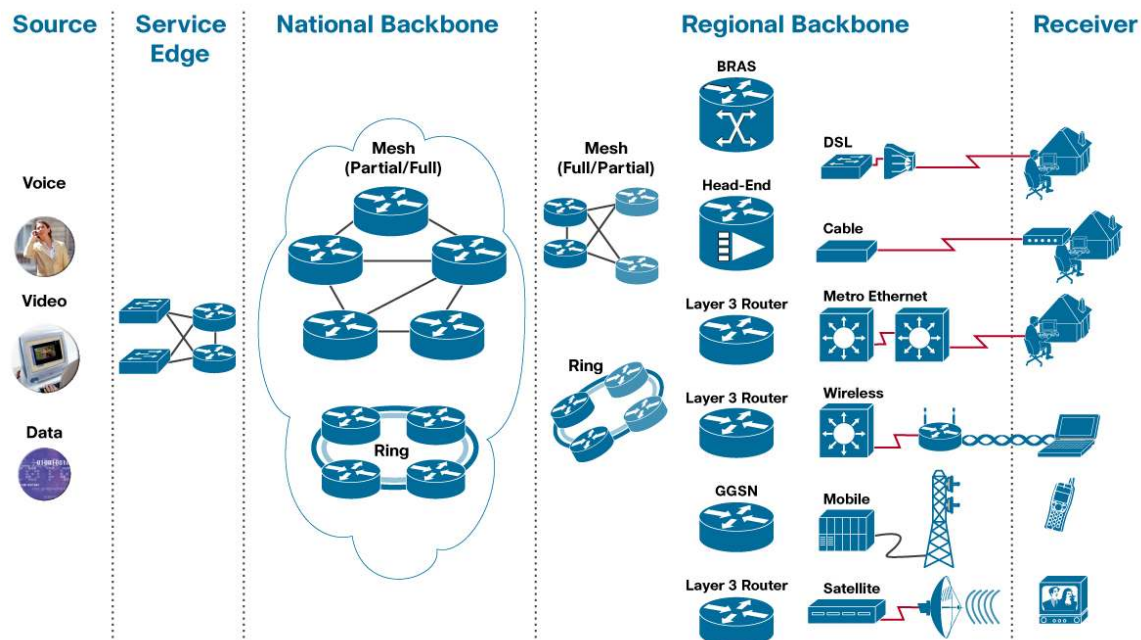 Source
Service
Edge
National Backbone
Regional Backbone
Receiver
Voice
Video
Data
Mesh
(Partial/Full)
Ring
Mesh
(Full/Partial)
Ring
BRAS
DSL
Head-End
Cable
Layer 3 Router
Metro Ethernet
Layer 3 Router
Wireless
GGSN
Mobile
Layer 3 Router
Satellite